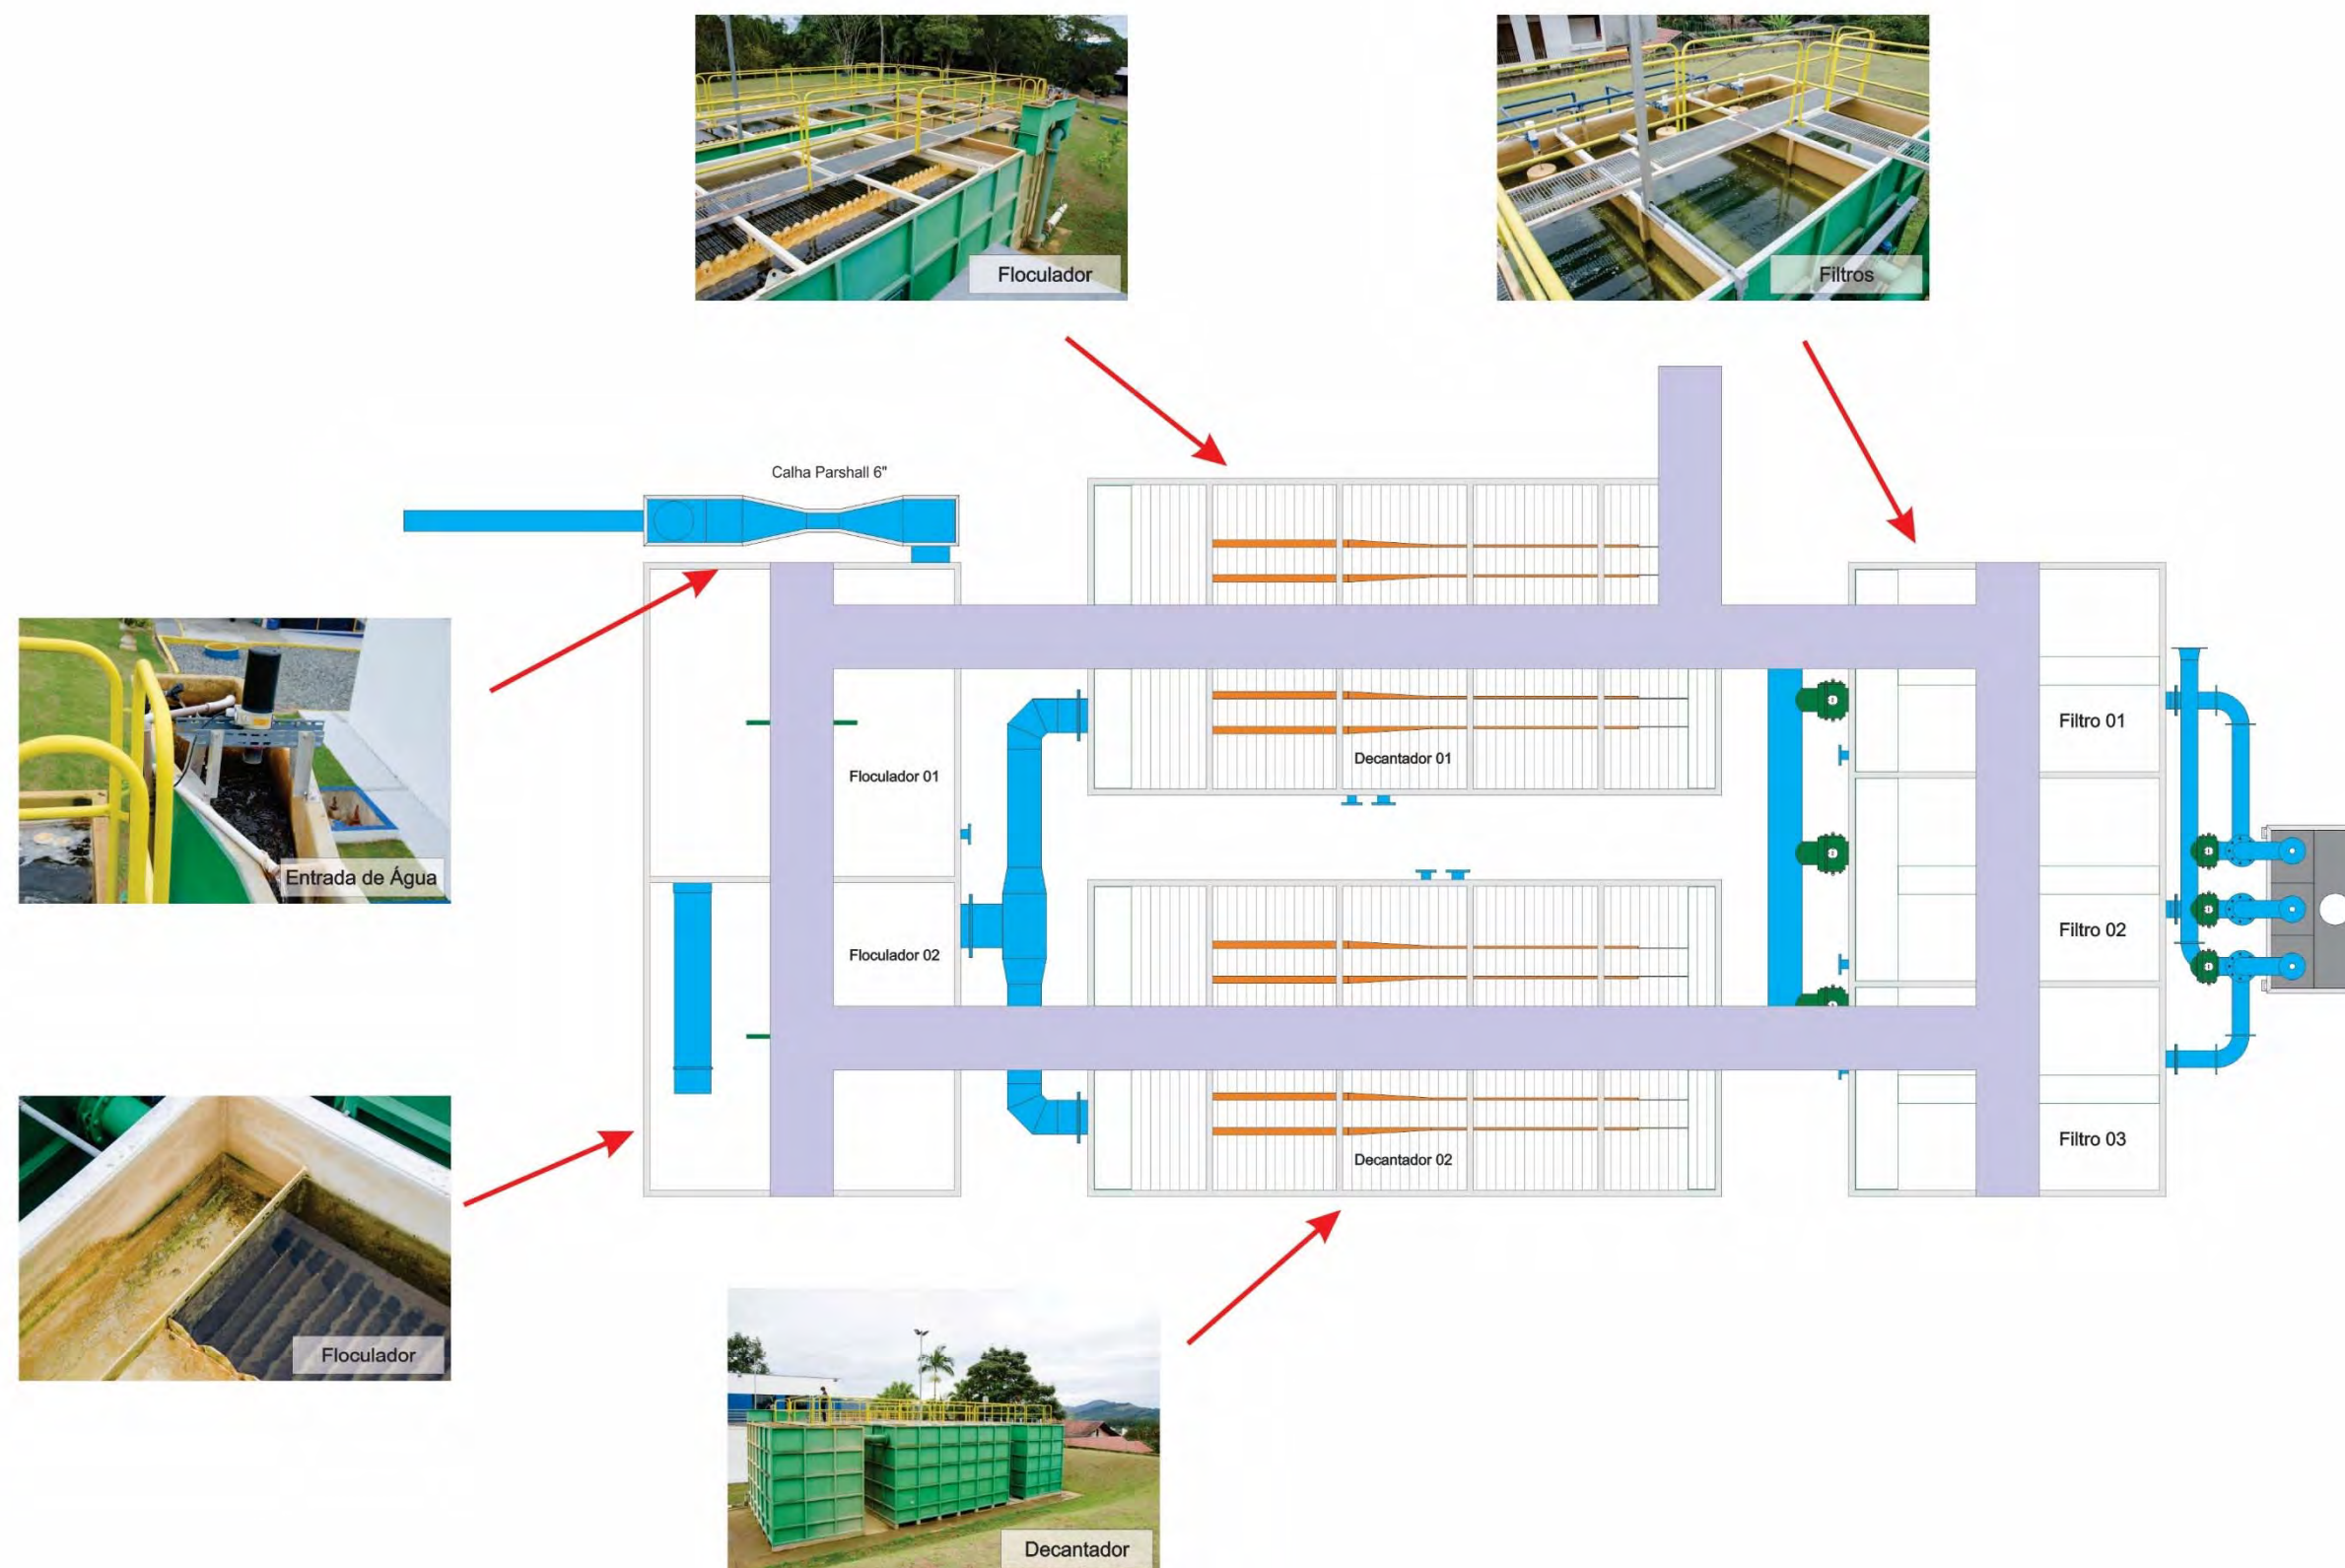 Floculador
Filtros
Calha Parshall 6"
Entrada de Água
Floculador 01
Decantador 01
Filtro 01
Floculador 02
Filtro 02
Decantador 02
Filtro 03
Floculador
Decantador